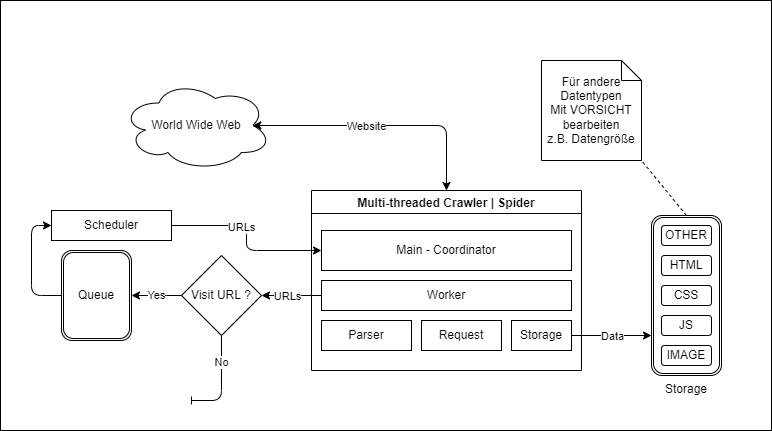 Für andere
Datentypen
Mit VORSICHT
bearbeiten
z.B. Datengröße
World Wide Web
Website
Multi-threaded Crawler | Spider
Scheduler
URLs
Main - Coordinator
OTHER
HTML
CSS
JS
IMAGE
Storage
Queue
Yes
Visit URL ?
URLs
Worker
Parser
Request
Storage
Data
No